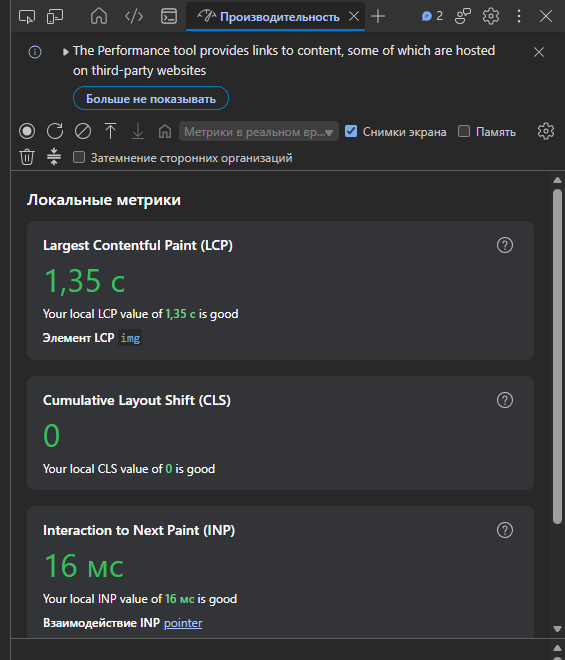 Производительность
2
The Performance tool provides links to content, some of which are hosted
on third-party websites
Больше не показывать
Метрики в реальном вр...
Снимки экрана
Память
Затемнение сторонних организаций
Локальные метрики
Largest Contentful Paint (LCP)
1,35 с
Your local LCP value of 1,35 с is good
Элемент LCP img
Cumulative Layout Shift (CLS)
0
Your local CLS value of 0 is good
Interaction to Next Paint (INP)
16 мс
Your local INP value of 16 мс is good
Взаимодействие INP pointer